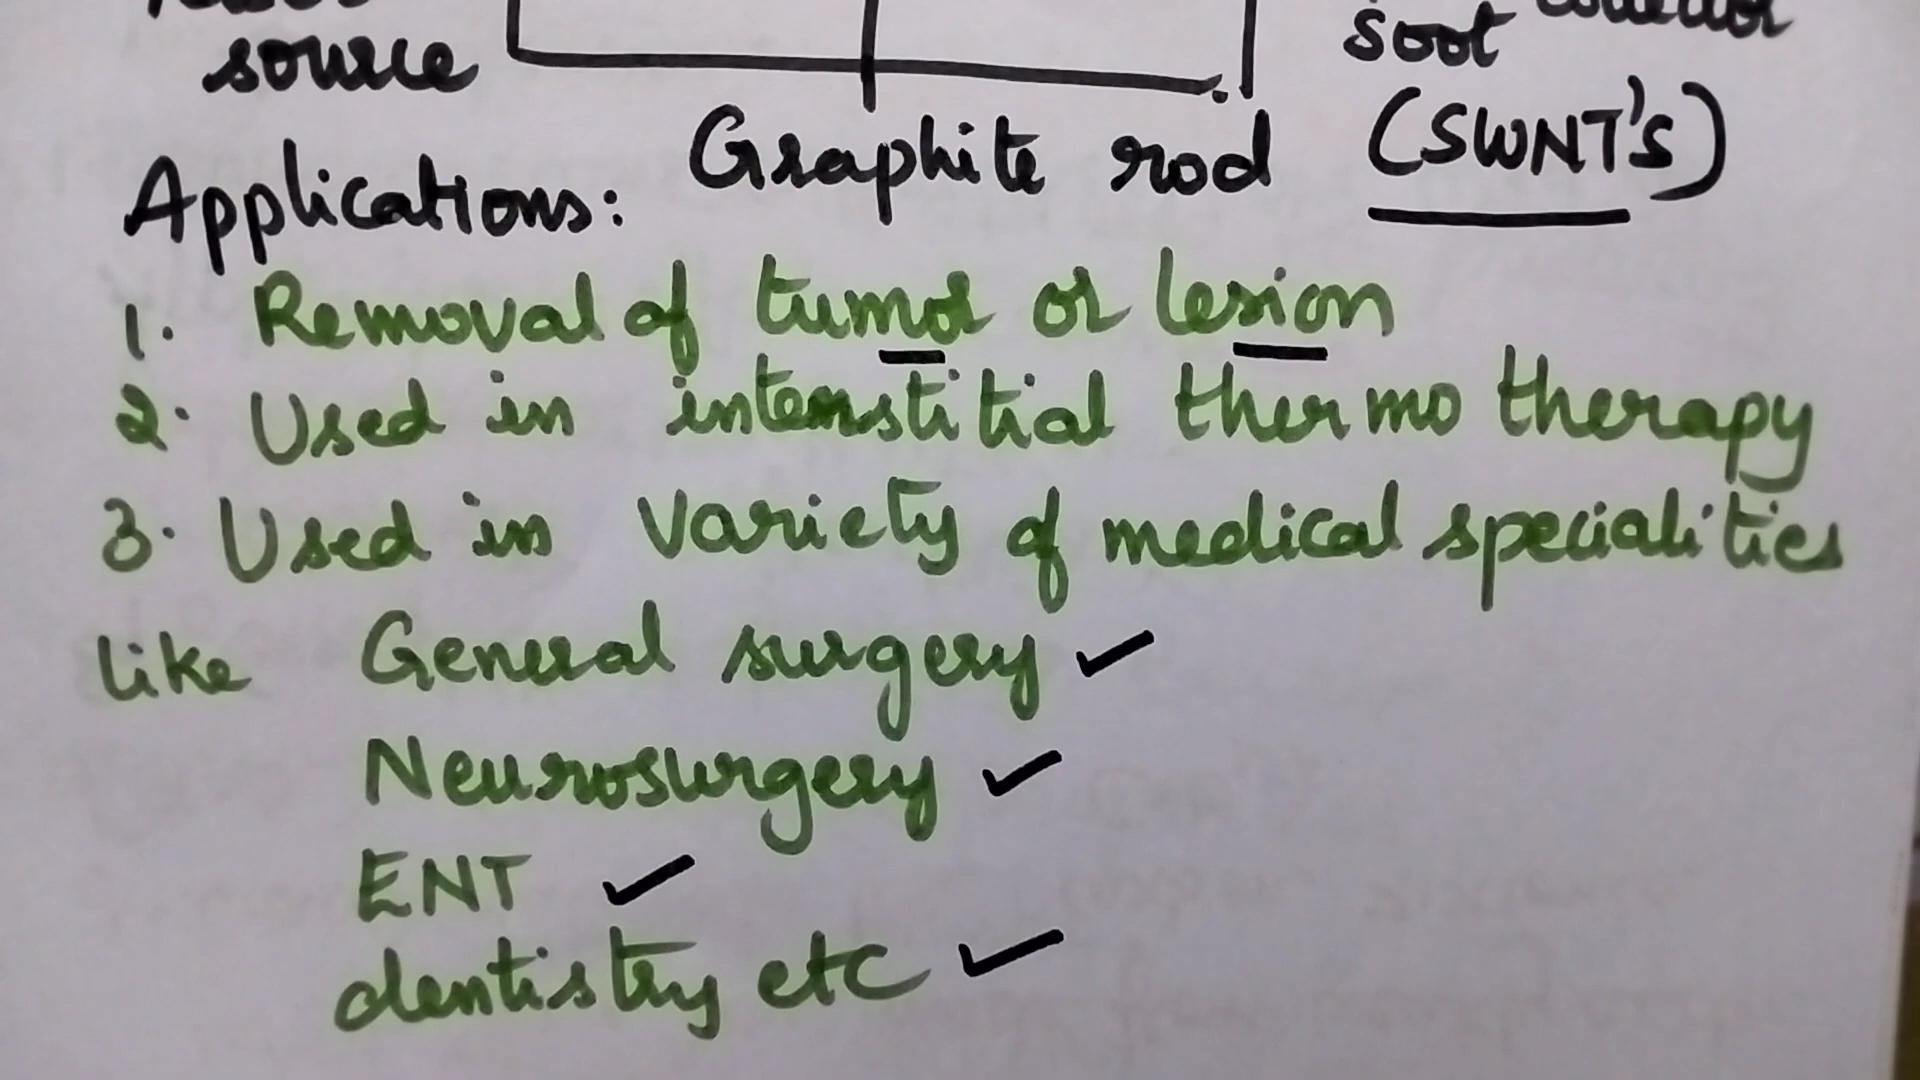 source
soot
Graphite rod (SWNT'S)
Applications:
1. Removal of tumor or lesion
2. Used in interstitial thermo therapy
3. Used in variety of medical specialities
like General surgery ✓
Neurosurgery ✓
ENT ✓
dentistry etc ✓